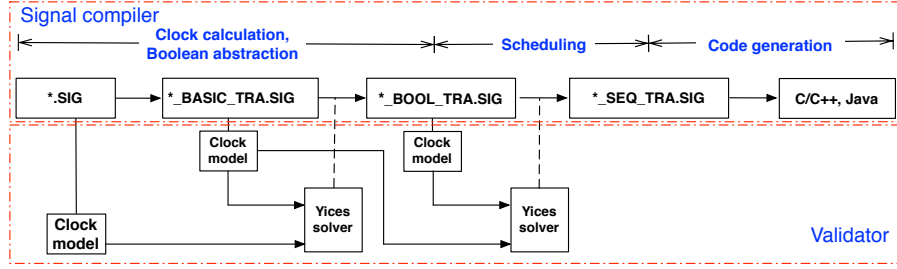 Signal compiler
Clock calculation,
Boolean abstraction
Scheduling
Code generation
*.SIG
*_BASIC_TRA.SIG
*_BOOL_TRA.SIG
*_SEQ_TRA.SIG
C/C++, Java
Clock
model
Clock
model
Yices
solver
Yices
solver
Clock
model
Validator